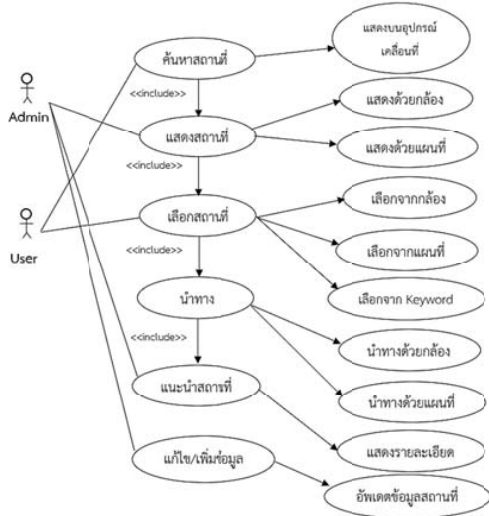 แสดงบนอุปกรณ์
เคลื่อนที่
ค้นหาสถานที่
<<include>>
แสดงด้วยกล้อง
Admin
แสดงสถานที่
แสดงด้วยแผนที่
<<include>>
เลือกจากกล้อง
เลือกสถานที่
User
เลือกจากแผนที่
<<include>>
นำทาง
เลือกจาก Keyword
<<include>>
นำทางด้วยกล้อง
แนะนำสถานที่
นำทางด้วยแผนที่
แสดงรายละเอียด
แก้ไข/เพิ่มข้อมูล
อัพเดตข้อมูลสถานที่